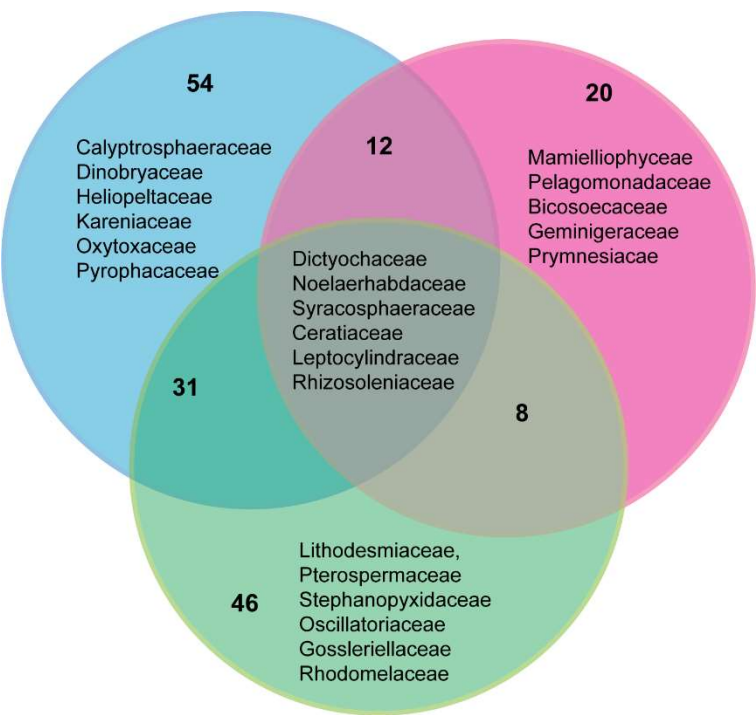 54
20
12
Calyptrosphaeraceae
Dinobryaceae
Heliopeltaceae
Kareniaceae
Oxytoxaceae
Pyrophacaceae
Mamielliophyceae
Pelagomonadaceae
Bicosoecaceae
Geminigeraceae
Prymnesiacae
Dictyochaceae
Noelaerhabdaceae
Syracosphaeraceae
Ceratiaceae
Leptocylindraceae
Rhizosoleniaceae
31
8
46
Lithodesmiaceae,
Pterospermaceae
Stephanopyxidaceae
Oscillatoriaceae
Gossleriellaceae
Rhodomelaceae